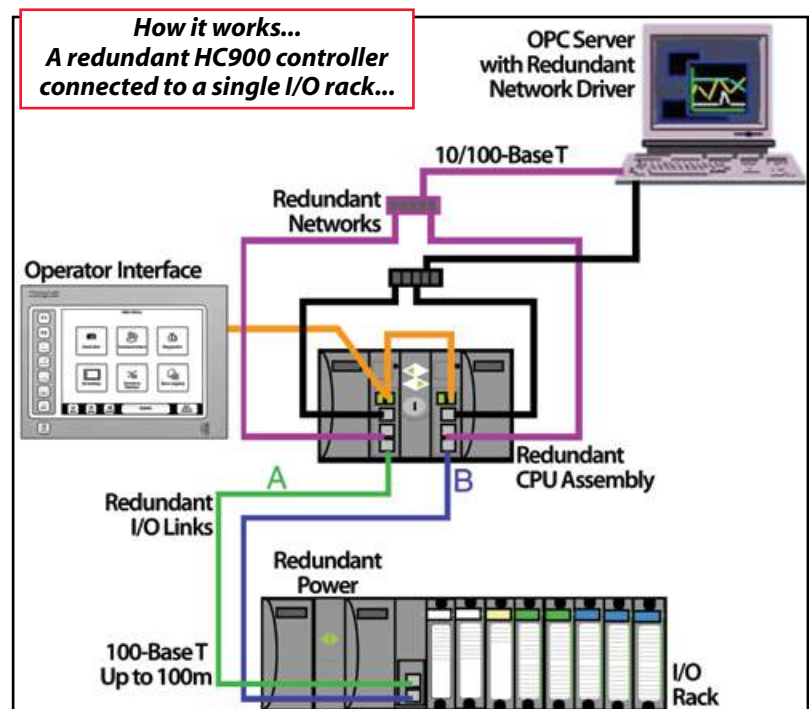 How it works...
A redundant HC900 controller
connected to a single I/O rack...
OPC Server
with Redundant
Network Driver
10/100-Base T
Redundant
Networks
Operator Interface
Redundant
CPU Assembly
A
B
Redundant
I/O Links
Redundant
Power
100-Base T
Up to 100m
I/O
Rack